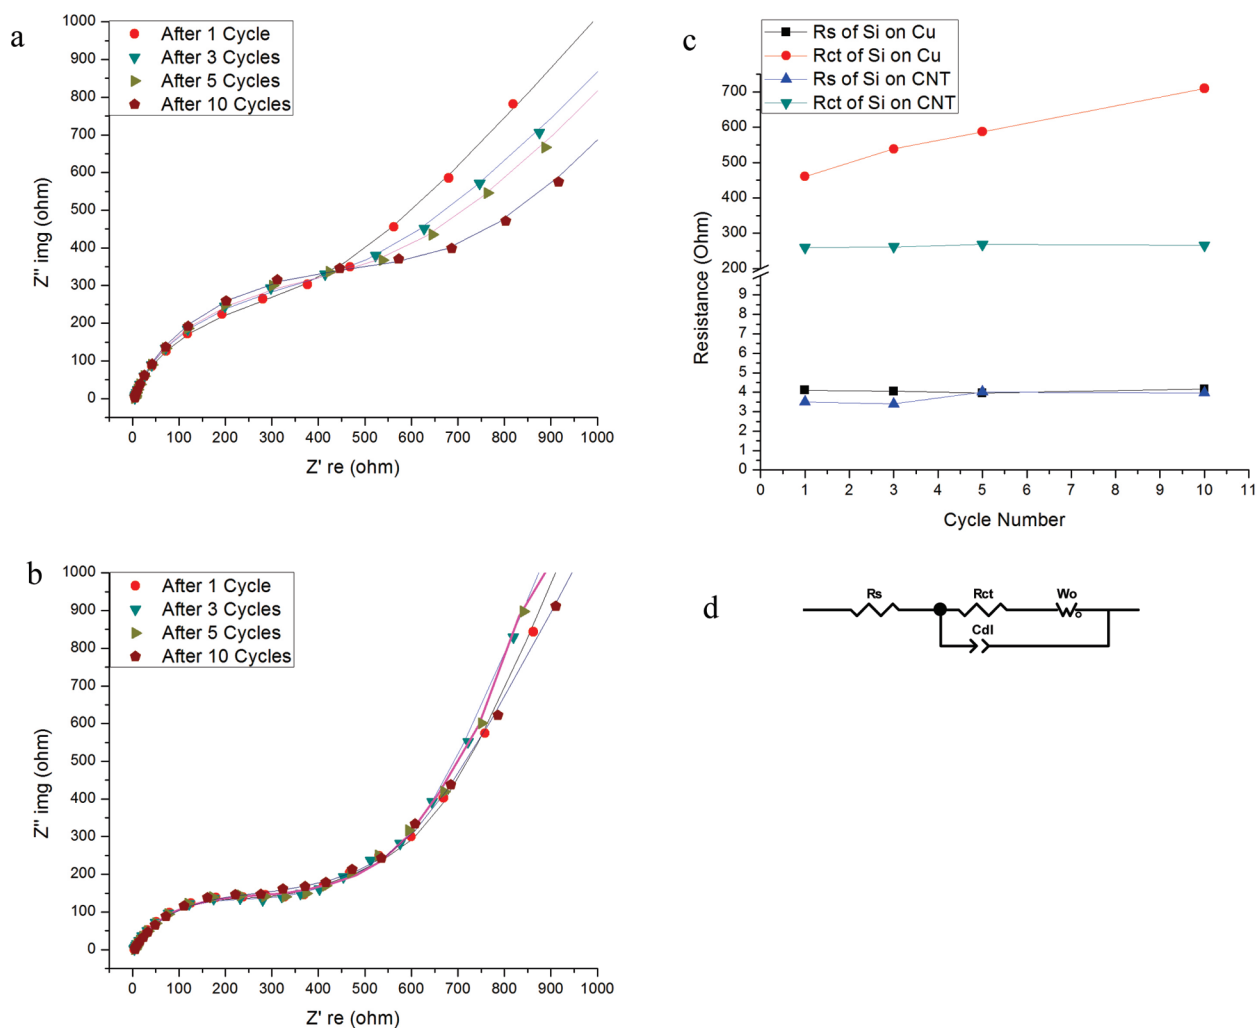 a
1000
900
800
700
600
500
400
300
200
100
0
Z'' img (ohm)
After 1 Cycle
After 3 Cycles
After 5 Cycles
After 10 Cycles
0 100 200 300 400 500 600 700 800 900 1000
Z' re (ohm)
b
1000
900
800
700
600
500
400
300
200
100
0
Z'' img (ohm)
After 1 Cycle
After 3 Cycles
After 5 Cycles
After 10 Cycles
0 100 200 300 400 500 600 700 800 900 1000
Z' re (ohm)
c
Rs of Si on Cu
Rct of Si on Cu
Rs of Si on CNT
Rct of Si on CNT
700
600
500
400
300
200
9
8
7
6
5
4
3
2
1
0
Resistance (Ohm)
0 1 2 3 4 5 6 7 8 9 10 11
Cycle Number
d
Rs Rct Wo
Cdl